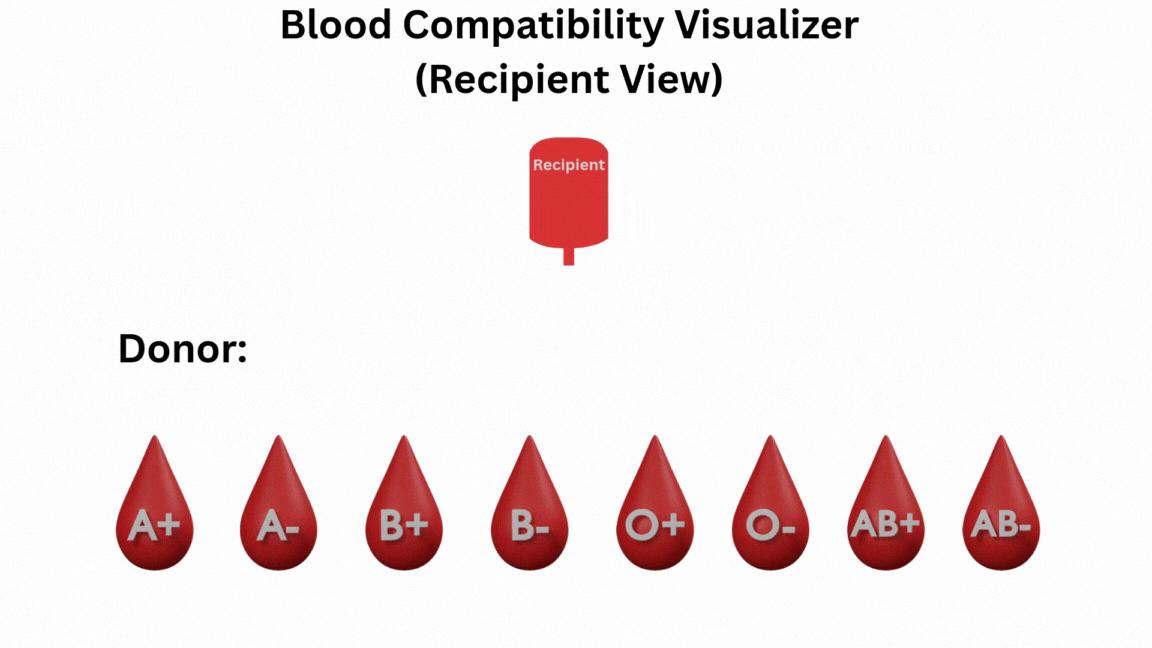 Blood Compatibility Visualizer
(Recipient View)
Recipient
Donor:
A+ A- B+ B- O+ O- AB+ AB-